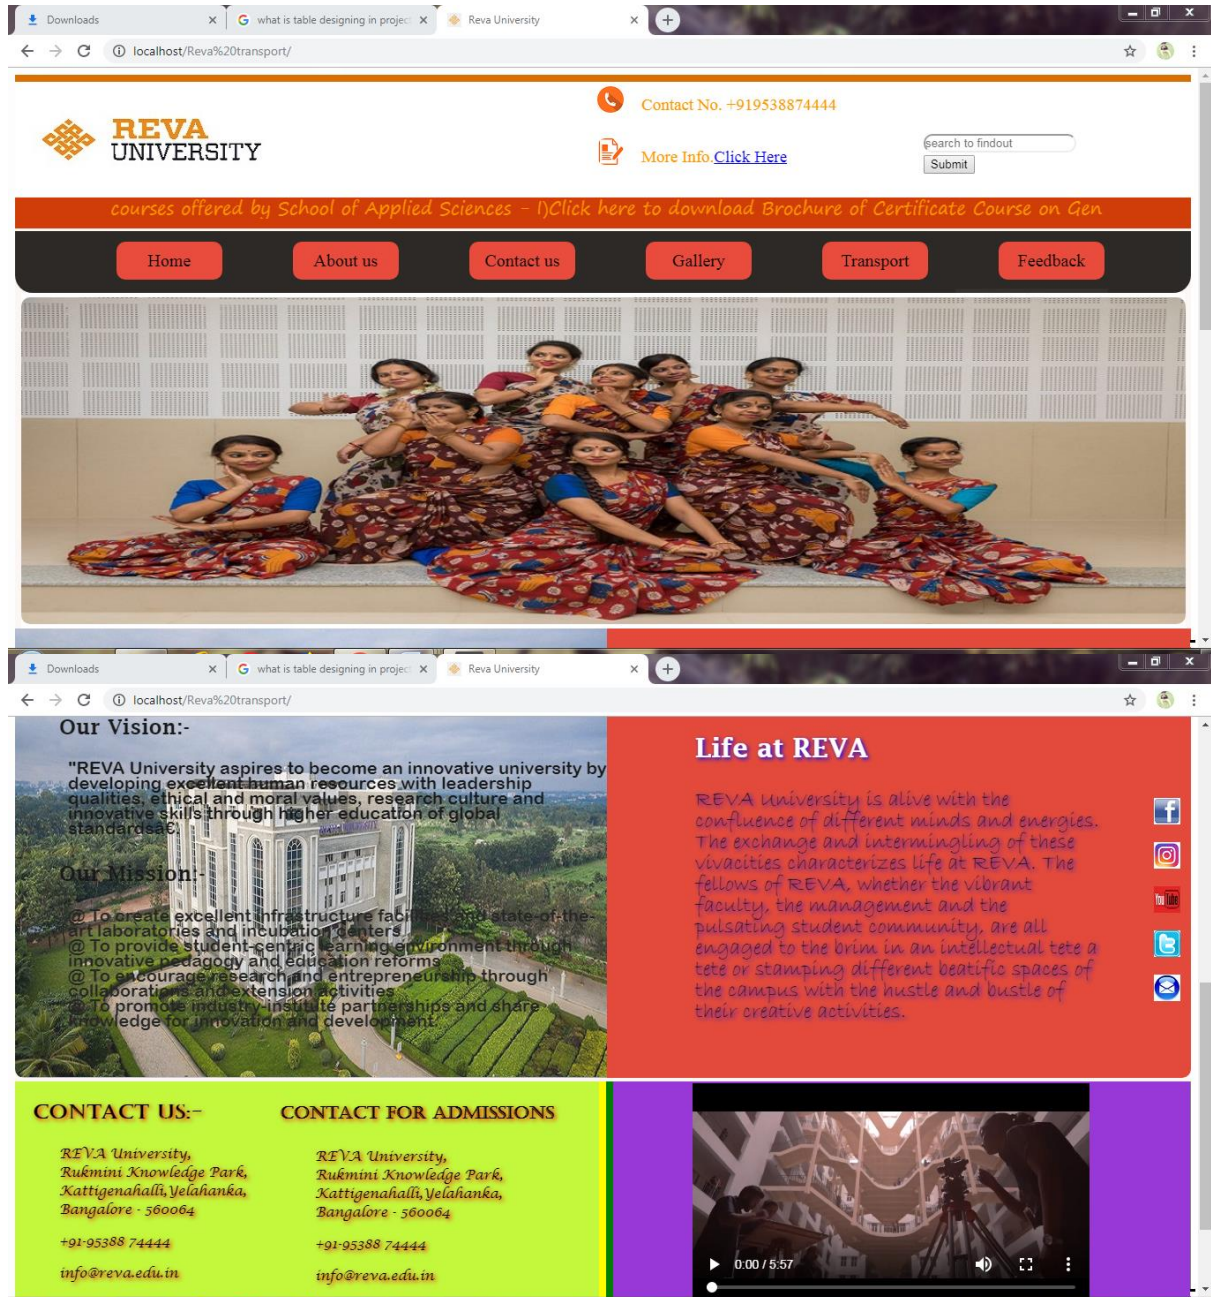 Downloads
what is table designing in projec
Reva University
localhost/Reva%20transport/
REVA
UNIVERSITY
Contact No. +919538874444
More Info.Click Here
search to findout
Submit
courses offered by School of Applied Sciences - I)Click here to download Brochure of Certificate Course on Gen
Home
About us
Contact us
Gallery
Transport
Feedback
Downloads
what is table designing in projec
Reva University
localhost/Reva%20transport/
Our Vision:-
"REVA University aspires to become an innovative university by
developing excellent human resources with leadership
qualities, ethical and moral values, research culture and
innovative skills through higher education of global
standardsâ€.
Our Mission:-
@ To create excellent infrastructure facilities and state-of-the-
art laboratories and incubation centers
@ To provide student-centric learning environment through
innovative pedagogy and education reforms
@ To encourage research and entrepreneurship through
collaborations and extension activities
@ To promote industry-institute partnerships and share
knowledge for innovation and development."
Life at REVA
REVA University is alive with the
confluence of different minds and energies.
The exchange and intermingling of these
vivacities characterizes life at REVA. The
fellows of REVA, whether the vibrant
faculty, the management and the
pulsating student community, are all
engaged to the brim in an intellectual tete a
tete or stamping different beatific spaces of
the campus with the hustle and bustle of
their creative activities.
You Tube
CONTACT US:-
REVA University,
Rukmini Knowledge Park,
Kattigenahalli, Yelahanka,
Bangalore - 560064
+91-95388 74444
info@reva.edu.in
CONTACT FOR ADMISSIONS
REVA University,
Rukmini Knowledge Park,
Kattigenahalli, Yelahanka,
Bangalore - 560064
+91-95388 74444
info@reva.edu.in
0:00 / 5:57